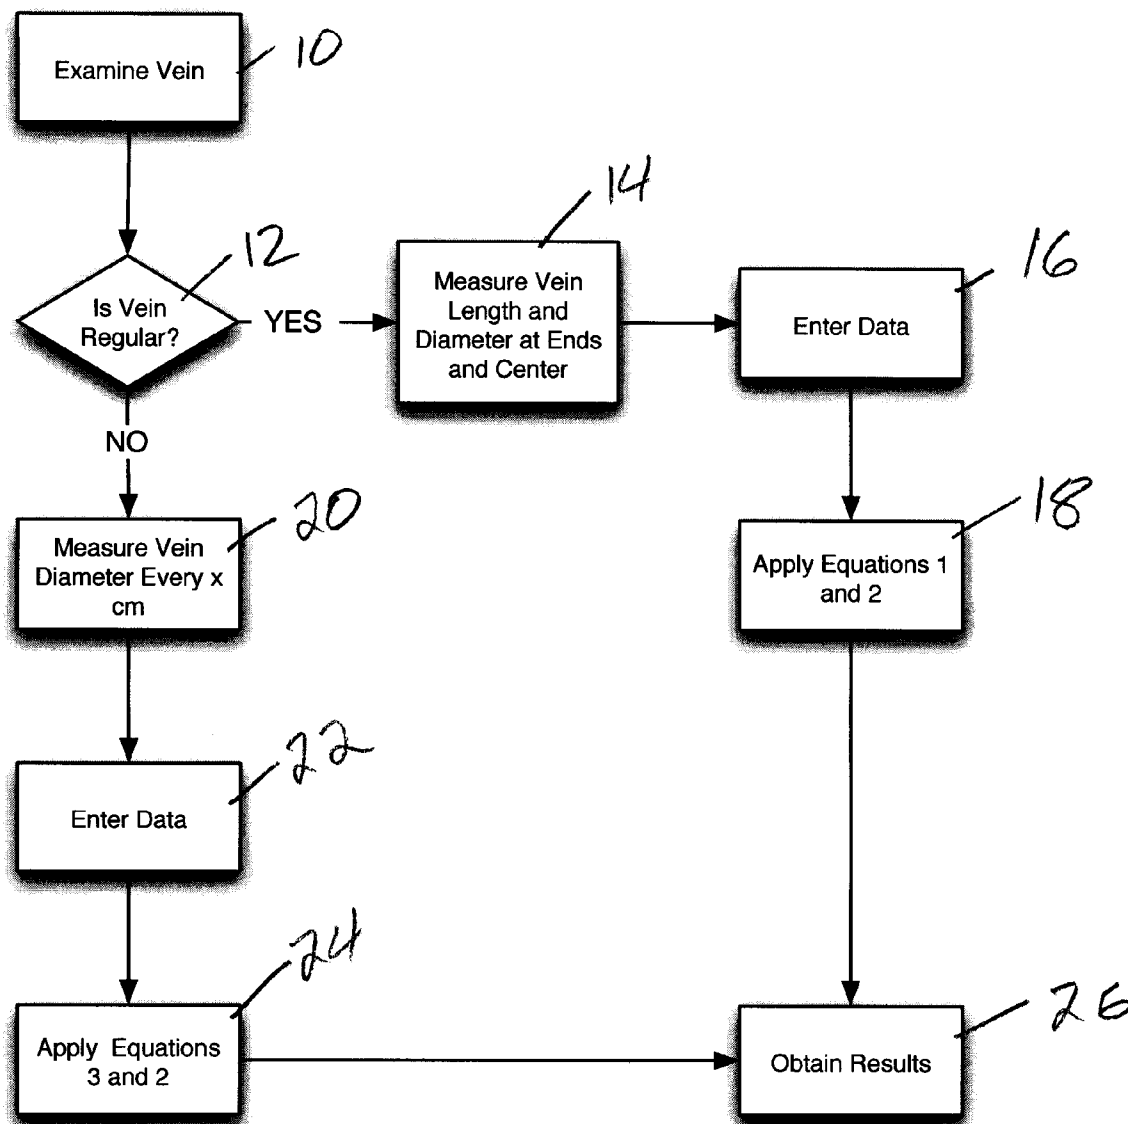 Examine Vein
10
12
Is Vein
Regular?
YES
14
Measure Vein
Length and
Diameter at Ends
and Center
16
Enter Data
NO
20
Measure Vein
Diameter Every x
cm
18
Apply Equations 1
and 2
22
Enter Data
24
Apply Equations
3 and 2
26
Obtain Results